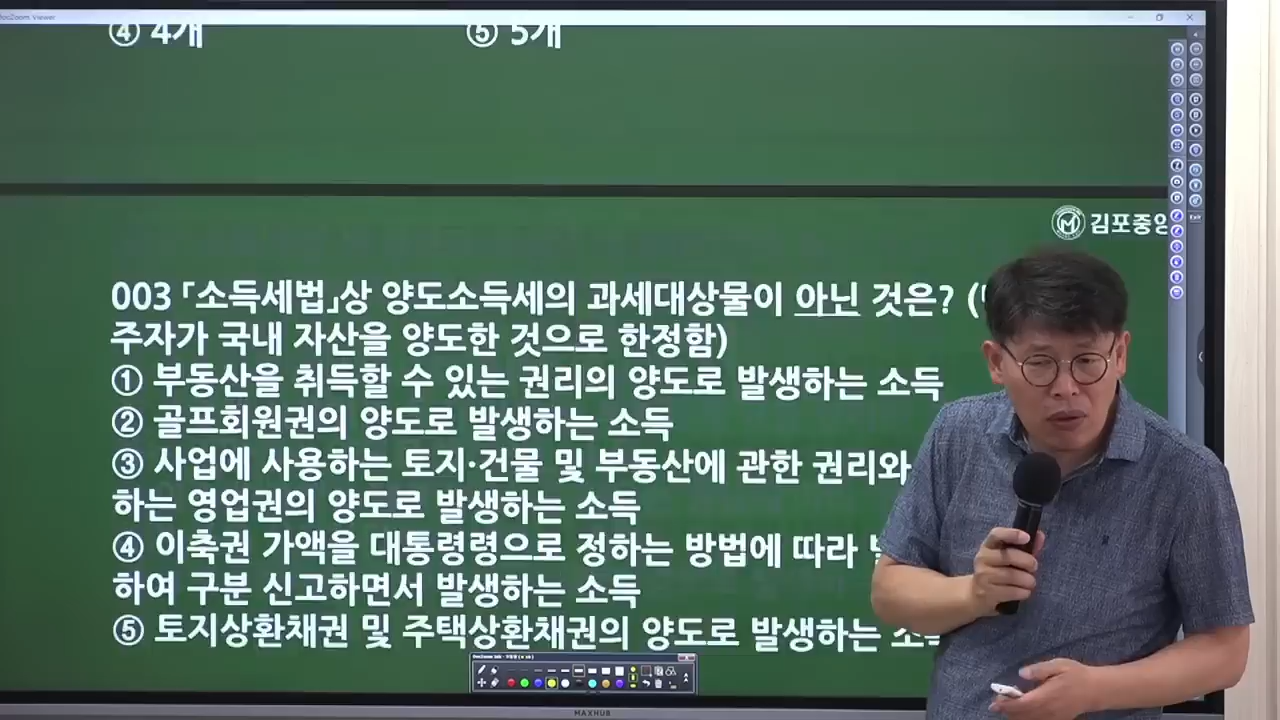 DocZoom Viewer
④ 4개 ⑤ 5개
김포중앙
003 「소득세법」상 양도소득세의 과세대상물이 아닌 것은? (
주자가 국내 자산을 양도한 것으로 한정함)
① 부동산을 취득할 수 있는 권리의 양도로 발생하는 소득
② 골프회원권의 양도로 발생하는 소득
③ 사업에 사용하는 토지·건물 및 부동산에 관한 권리와
하는 영업권의 양도로 발생하는 소득
④ 이축권 가액을 대통령령으로 정하는 방법에 따라
하여 구분 신고하면서 발생하는 소득
⑤ 토지상환채권 및 주택상환채권의 양도로 발생하는 소득
Exit
MAXHUB